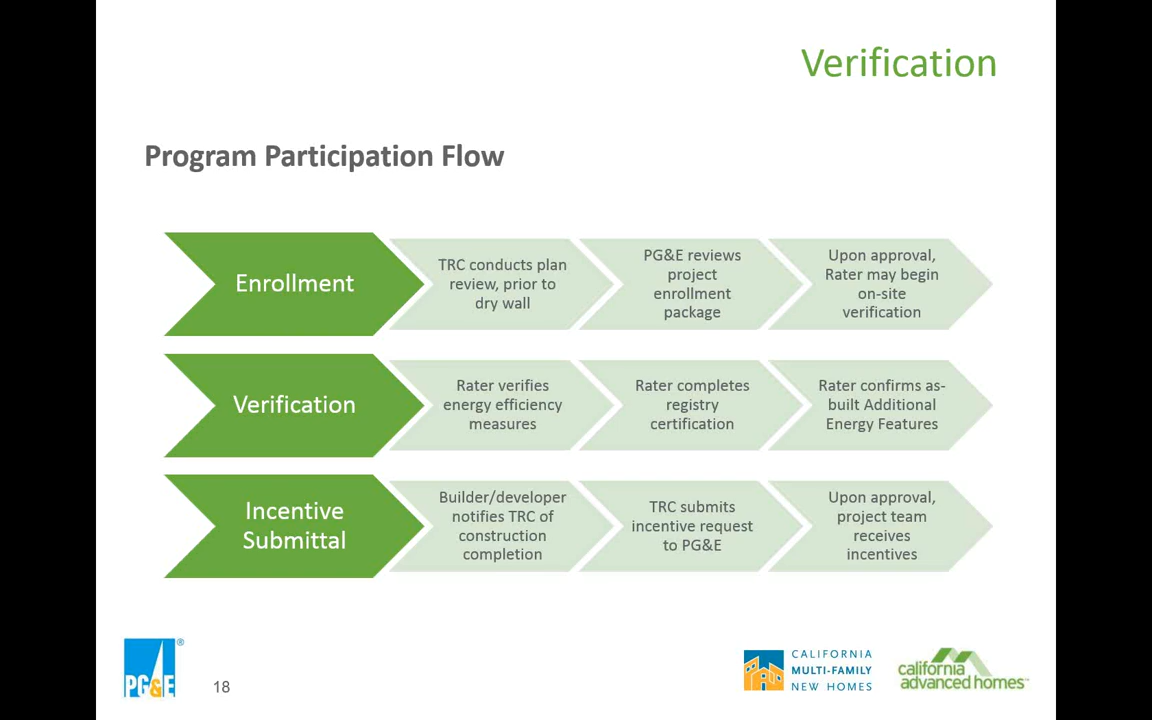 Verification
Program Participation Flow
Enrollment
TRC conducts plan
review, prior to
dry wall
PG&E reviews
project
enrollment
package
Upon approval,
Rater may begin
on-site
verification
Verification
Rater verifies
energy efficiency
measures
Rater completes
registry
certification
Rater confirms as-
built Additional
Energy Features
Incentive
Submittal
Builder/developer
notifies TRC of
construction
completion
TRC submits
incentive request
to PG&E
Upon approval,
project team
receives
incentives
PG&E®
18
CALIFORNIA
MULTI-FAMILY
NEW HOMES
california
advanced homes™